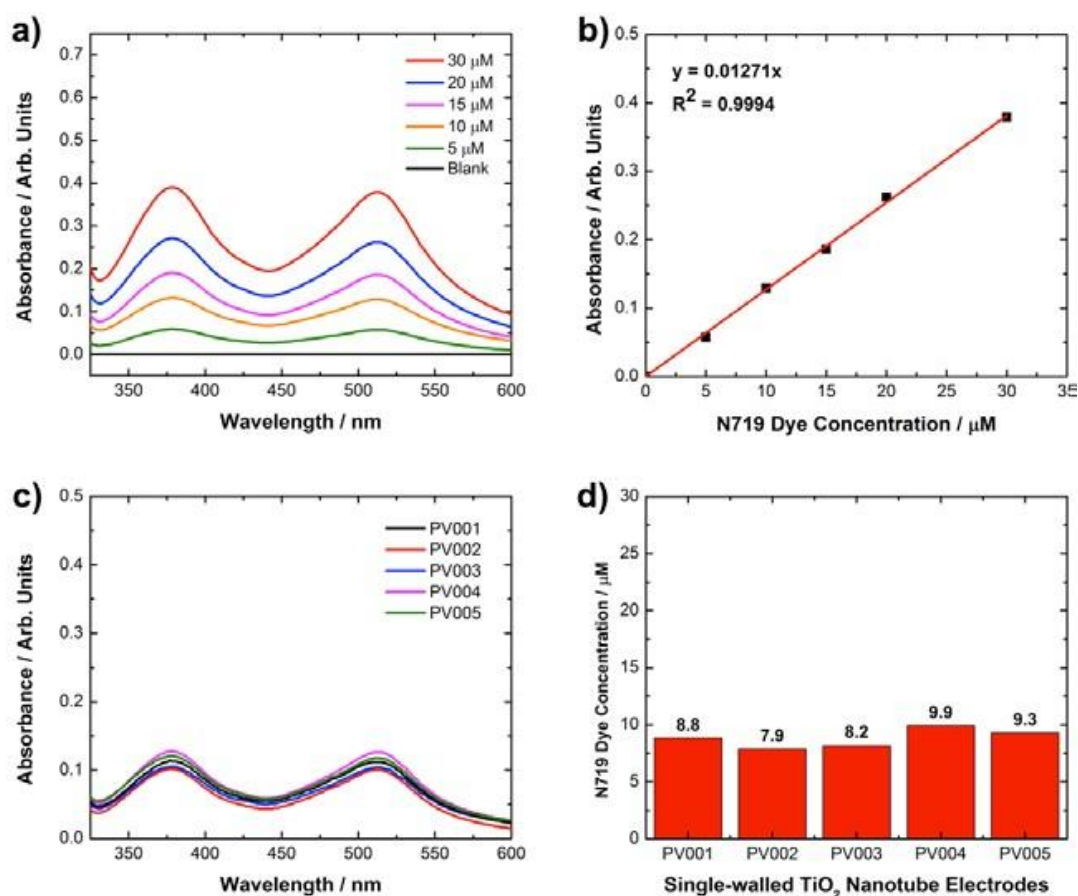 a)
0.7
0.6
0.5
0.4
0.3
0.2
0.1
0.0
Absorbance / Arb. Units
30 μM
20 μM
15 μM
10 μM
5 μM
Blank
350 400 450 500 550 600
Wavelength / nm
b)
0.5
0.4
0.3
0.2
0.1
0.0
Absorbance / Arb. Units
y = 0.01271x
R² = 0.9994
0 5 10 15 20 25 30 35
N719 Dye Concentration / μM
c)
0.5
0.4
0.3
0.2
0.1
0.0
Absorbance / Arb. Units
PV001
PV002
PV003
PV004
PV005
350 400 450 500 550 600
Wavelength / nm
d)
30
25
20
15
10
5
0
N719 Dye Concentration / μM
8.8 7.9 8.2 9.9 9.3
PV001 PV002 PV003 PV004 PV005
Single-walled TiO₂ Nanotube Electrodes